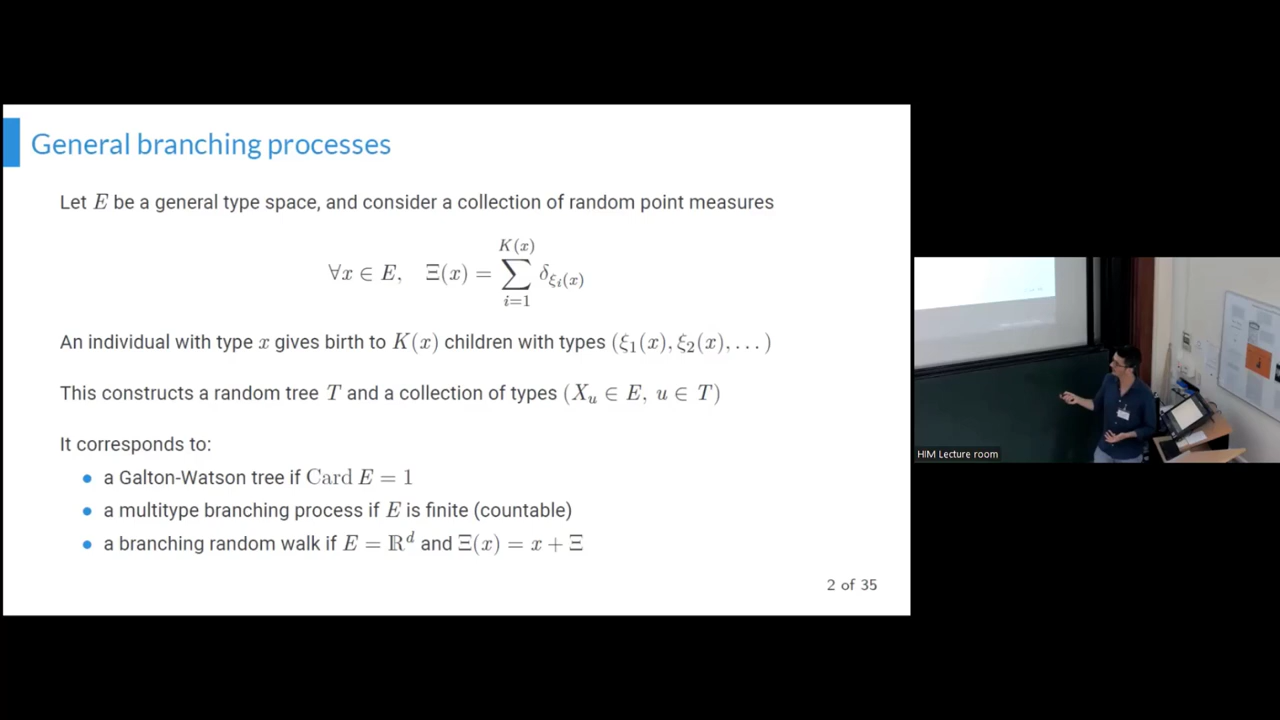 General branching processes
Let E be a general type space, and consider a collection of random point measures
∀x ∈ E, Ξ(x) = ∑_{i=1}^{K(x)} δ_{ξ_i(x)}
An individual with type x gives birth to K(x) children with types (ξ₁(x), ξ₂(x), . . . )
This constructs a random tree T and a collection of types (X_u ∈ E, u ∈ T)
It corresponds to:
• a Galton-Watson tree if Card E = 1
• a multitype branching process if E is finite (countable)
• a branching random walk if E = ℝ^d and Ξ(x) = x + Ξ
2 of 35
HIM Lecture room